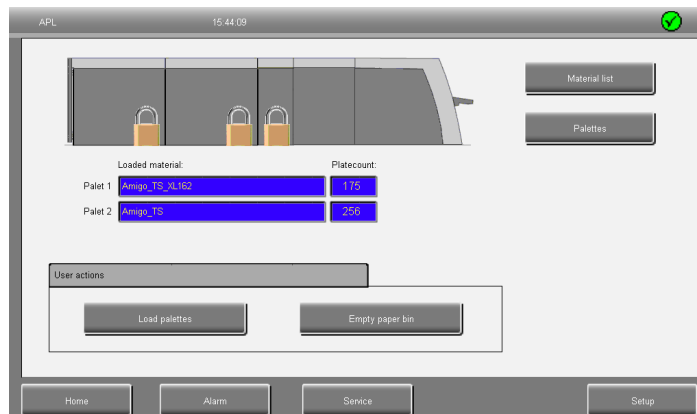 APL 15:44:09
Material list
Palettes
Loaded material: Platecount:
Palet 1 Amigo_TS_XL162 175
Palet 2 Amigo_TS 256
User actions
Load palettes Empty paper bin
Home Alarm Service Setup